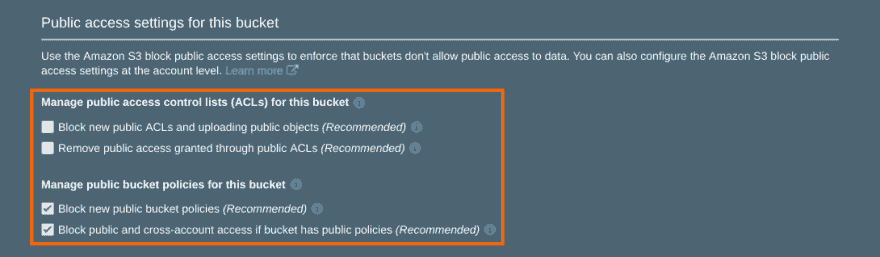 Public access settings for this bucket
Use the Amazon S3 block public access settings to enforce that buckets don't allow public access to data. You can also configure the Amazon S3 block public
access settings at the account level. Learn more
Manage public access control lists (ACLs) for this bucket
Block new public ACLs and uploading public objects (Recommended)
Remove public access granted through public ACLs (Recommended)
Manage public bucket policies for this bucket
Block new public bucket policies (Recommended)
Block public and cross-account access if bucket has public policies (Recommended)